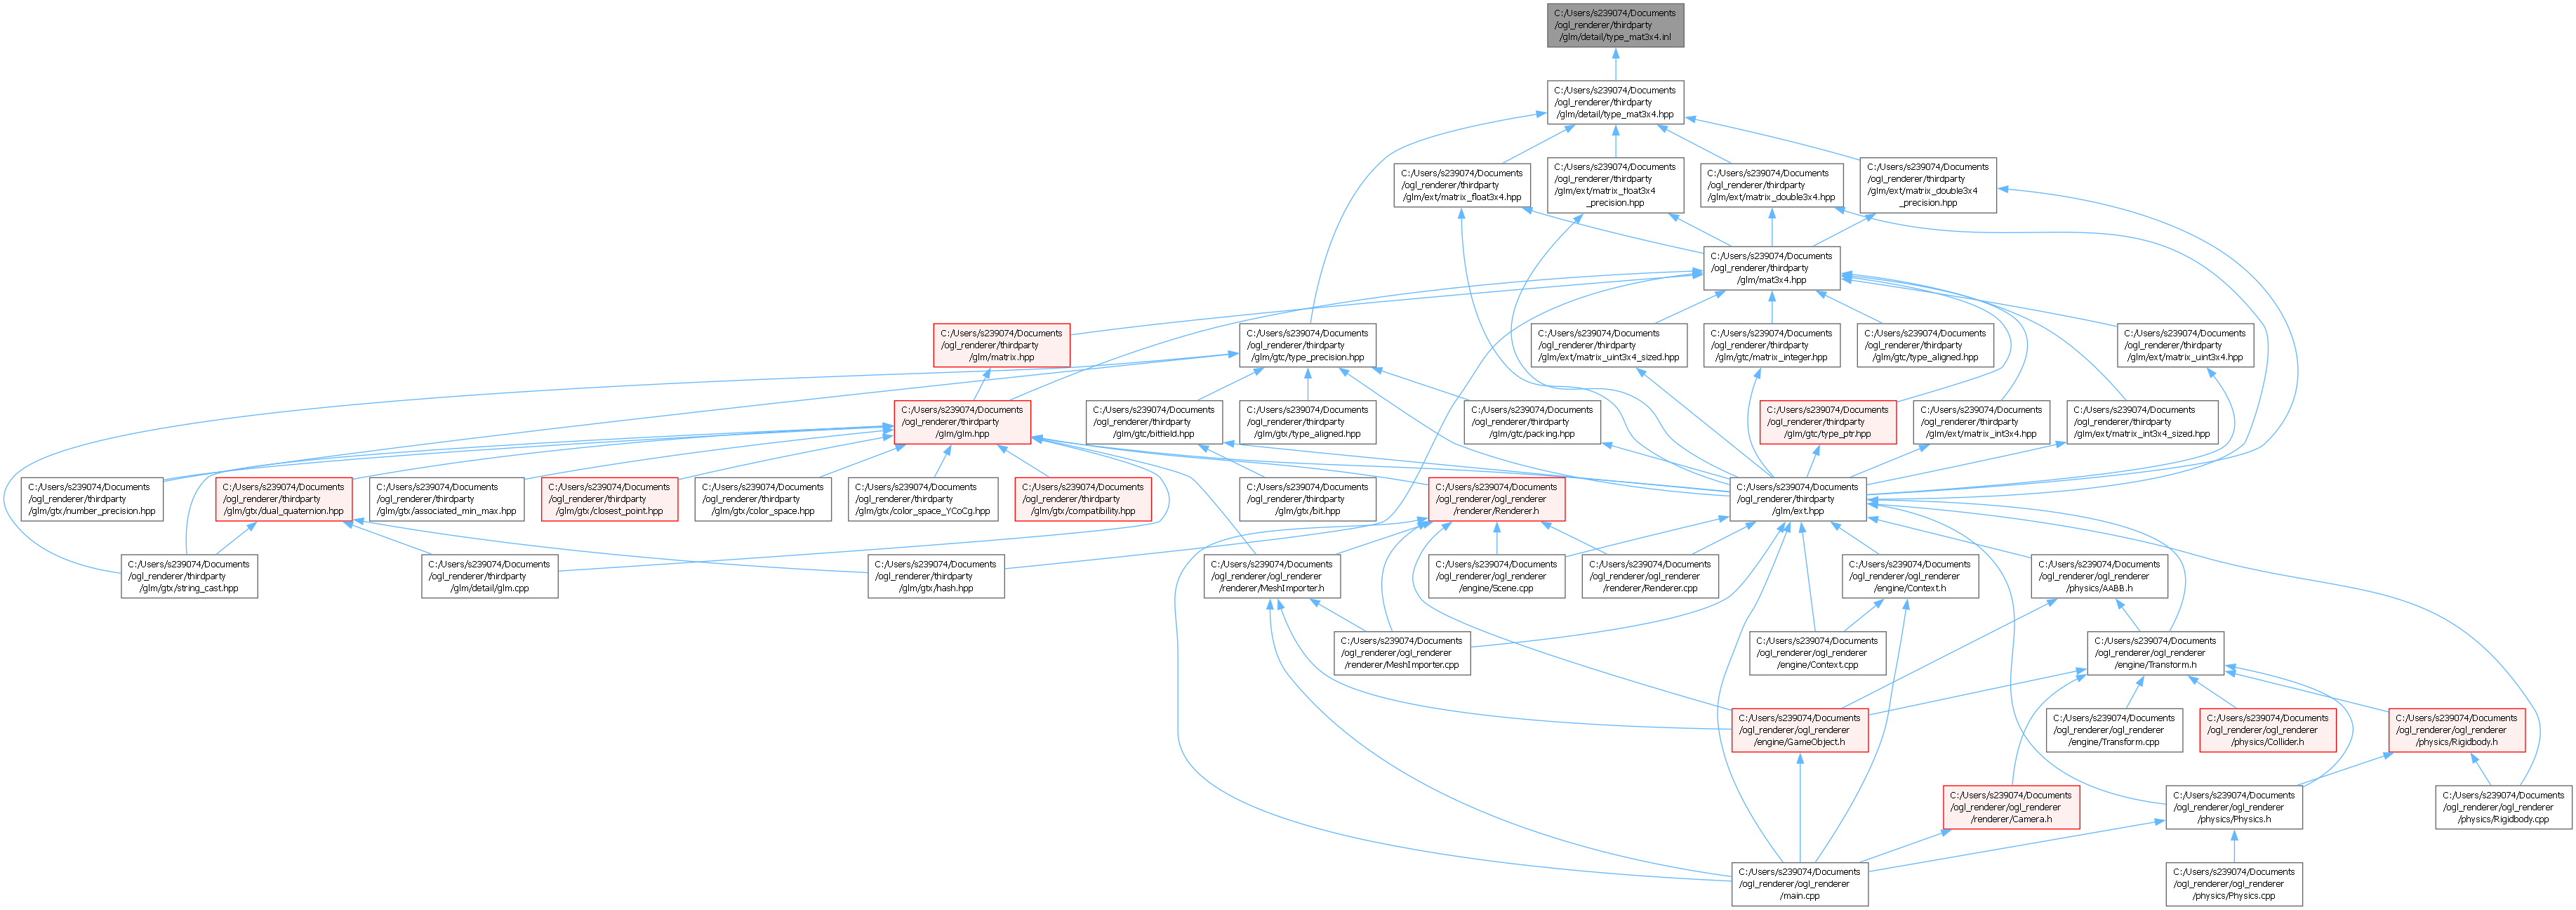 C:/Users/s239074/Documents
/ogl_renderer/thirdparty
/glm/detail/type_mat3x4.inl
C:/Users/s239074/Documents
/ogl_renderer/thirdparty
/glm/detail/type_mat3x4.hpp
C:/Users/s239074/Documents
/ogl_renderer/thirdparty
/glm/ext/matrix_float3x4.hpp
C:/Users/s239074/Documents
/ogl_renderer/thirdparty
/glm/ext/matrix_float3x4
_precision.hpp
C:/Users/s239074/Documents
/ogl_renderer/thirdparty
/glm/ext/matrix_double3x4.hpp
C:/Users/s239074/Documents
/ogl_renderer/thirdparty
/glm/ext/matrix_double3x4
_precision.hpp
C:/Users/s239074/Documents
/ogl_renderer/thirdparty
/glm/mat3x4.hpp
C:/Users/s239074/Documents
/ogl_renderer/thirdparty
/glm/matrix.hpp
C:/Users/s239074/Documents
/ogl_renderer/thirdparty
/glm/gtc/type_precision.hpp
C:/Users/s239074/Documents
/ogl_renderer/thirdparty
/glm/ext/matrix_uint3x4_sized.hpp
C:/Users/s239074/Documents
/ogl_renderer/thirdparty
/glm/gtc/matrix_integer.hpp
C:/Users/s239074/Documents
/ogl_renderer/thirdparty
/glm/gtc/type_aligned.hpp
C:/Users/s239074/Documents
/ogl_renderer/thirdparty
/glm/ext/matrix_uint3x4.hpp
C:/Users/s239074/Documents
/ogl_renderer/thirdparty
/glm/glm.hpp
C:/Users/s239074/Documents
/ogl_renderer/thirdparty
/glm/gtc/bitfield.hpp
C:/Users/s239074/Documents
/ogl_renderer/thirdparty
/glm/gtx/type_aligned.hpp
C:/Users/s239074/Documents
/ogl_renderer/thirdparty
/glm/gtc/packing.hpp
C:/Users/s239074/Documents
/ogl_renderer/thirdparty
/glm/gtc/type_ptr.hpp
C:/Users/s239074/Documents
/ogl_renderer/thirdparty
/glm/ext/matrix_int3x4.hpp
C:/Users/s239074/Documents
/ogl_renderer/thirdparty
/glm/ext/matrix_int3x4_sized.hpp
C:/Users/s239074/Documents
/ogl_renderer/thirdparty
/glm/gtx/number_precision.hpp
C:/Users/s239074/Documents
/ogl_renderer/thirdparty
/glm/gtx/dual_quaternion.hpp
C:/Users/s239074/Documents
/ogl_renderer/thirdparty
/glm/gtx/associated_min_max.hpp
C:/Users/s239074/Documents
/ogl_renderer/thirdparty
/glm/gtx/closest_point.hpp
C:/Users/s239074/Documents
/ogl_renderer/thirdparty
/glm/gtx/color_space.hpp
C:/Users/s239074/Documents
/ogl_renderer/thirdparty
/glm/gtx/color_space_YCoCg.hpp
C:/Users/s239074/Documents
/ogl_renderer/thirdparty
/glm/gtx/compatibility.hpp
C:/Users/s239074/Documents
/ogl_renderer/thirdparty
/glm/gtx/bit.hpp
C:/Users/s239074/Documents
/ogl_renderer/ogl_renderer
/renderer/Renderer.h
C:/Users/s239074/Documents
/ogl_renderer/thirdparty
/glm/ext.hpp
C:/Users/s239074/Documents
/ogl_renderer/thirdparty
/glm/gtx/string_cast.hpp
C:/Users/s239074/Documents
/ogl_renderer/thirdparty
/glm/detail/glm.cpp
C:/Users/s239074/Documents
/ogl_renderer/thirdparty
/glm/gtx/hash.hpp
C:/Users/s239074/Documents
/ogl_renderer/ogl_renderer
/renderer/MeshImporter.h
C:/Users/s239074/Documents
/ogl_renderer/ogl_renderer
/engine/Scene.cpp
C:/Users/s239074/Documents
/ogl_renderer/ogl_renderer
/renderer/Renderer.cpp
C:/Users/s239074/Documents
/ogl_renderer/ogl_renderer
/engine/Context.h
C:/Users/s239074/Documents
/ogl_renderer/ogl_renderer
/physics/AABB.h
C:/Users/s239074/Documents
/ogl_renderer/ogl_renderer
/renderer/MeshImporter.cpp
C:/Users/s239074/Documents
/ogl_renderer/ogl_renderer
/engine/Context.cpp
C:/Users/s239074/Documents
/ogl_renderer/ogl_renderer
/engine/Transform.h
C:/Users/s239074/Documents
/ogl_renderer/ogl_renderer
/engine/GameObject.h
C:/Users/s239074/Documents
/ogl_renderer/ogl_renderer
/engine/Transform.cpp
C:/Users/s239074/Documents
/ogl_renderer/ogl_renderer
/physics/Collider.h
C:/Users/s239074/Documents
/ogl_renderer/ogl_renderer
/physics/Rigidbody.h
C:/Users/s239074/Documents
/ogl_renderer/ogl_renderer
/renderer/Camera.h
C:/Users/s239074/Documents
/ogl_renderer/ogl_renderer
/physics/Physics.h
C:/Users/s239074/Documents
/ogl_renderer/ogl_renderer
/physics/Rigidbody.cpp
C:/Users/s239074/Documents
/ogl_renderer/ogl_renderer
/main.cpp
C:/Users/s239074/Documents
/ogl_renderer/ogl_renderer
/physics/Physics.cpp